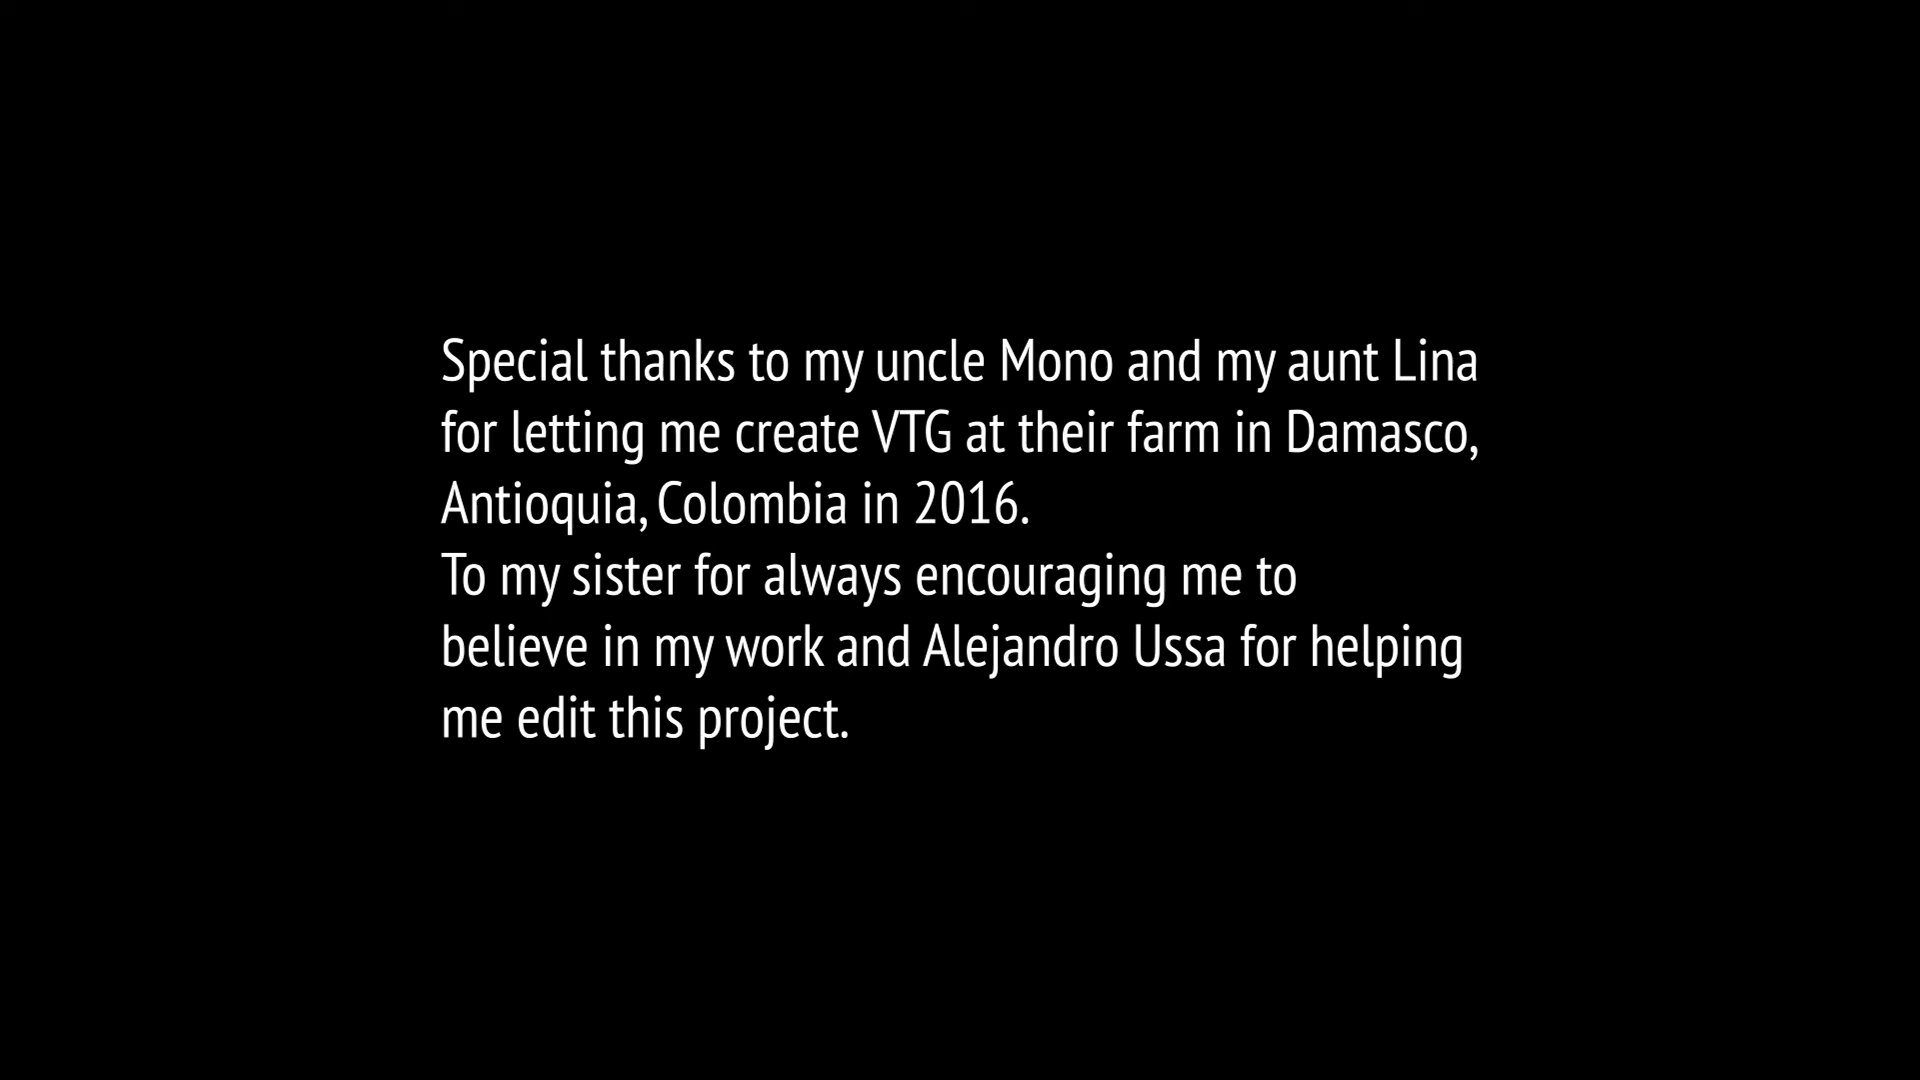 Special thanks to my uncle Mono and my aunt Lina
for letting me create VTG at their farm in Damasco,
Antioquia, Colombia in 2016.
To my sister for always encouraging me to
believe in my work and Alejandro Ussa for helping
me edit this project.